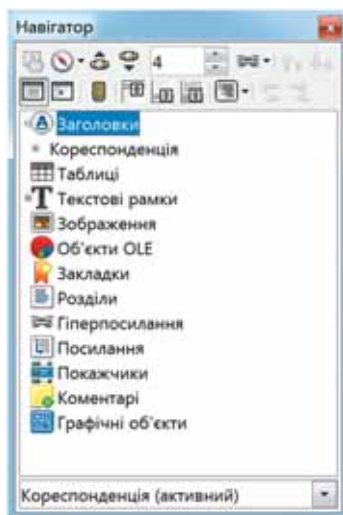 Навігатор
4
Заголовки
Кореспонденція
Таблиці
Текстові рамки
Зображення
Об'єкти OLE
Закладки
Розділи
Гіперпосилання
Посилання
Покажчики
Коментарі
Графічні об'єкти
Кореспонденція (активний)